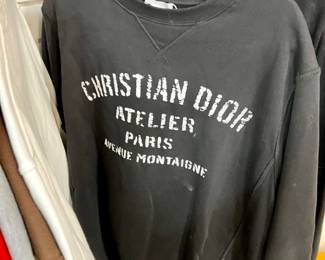 CHRISTIAN DIOR
ATELIER
PARIS
AVENUE MONTAIGNE